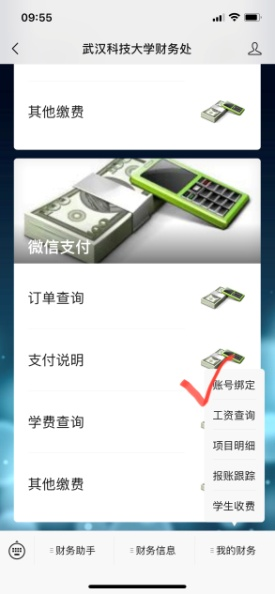 09:55
武汉科技大学财务处
其他缴费
微信支付
订单查询
支付说明
账号绑定
工资查询
学费查询
项目明细
报账跟踪
其他缴费
学生收费
财务助手
财务信息
我的财务